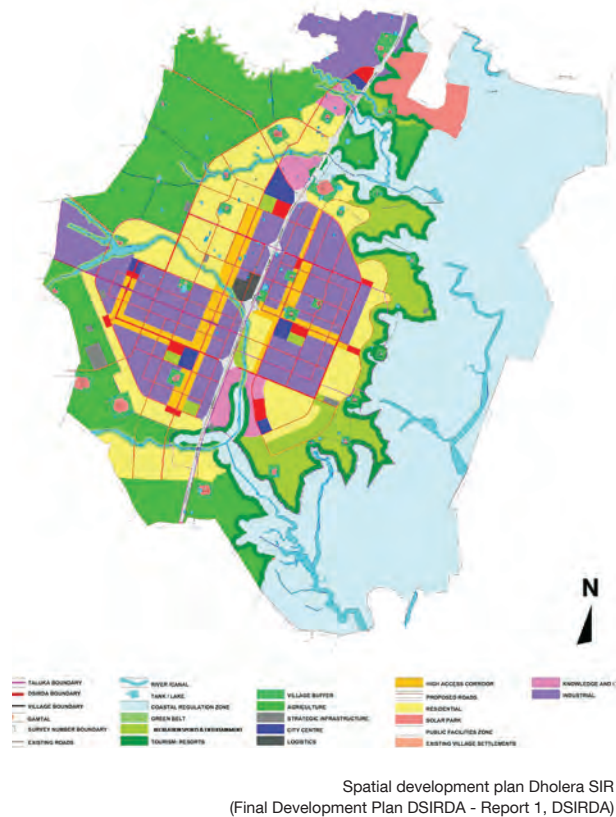 N
TALUKA BOUNDARY
DSIRDA BOUNDARY
VILLAGE BOUNDARY
GAMTAL
SURVEY NUMBER BOUNDARY
EXISTING ROADS
RIVER /CANAL
TANK / LAKE
COASTAL REGULATION ZONE
GREEN BELT
RECREATION SPORTS & ENTERTAINMENT
TOURISM- RESORTS
VILLAGE BUFFER
AGRICULTURE
STRATEGIC INFRASTRUCTURE
CITY CENTRE
LOGISTICS
HIGH ACCESS CORRIDOR
PROPOSED ROADS
RESIDENTIAL
SOLAR PARK
PUBLIC FACILITIES ZONE
EXISTING VILLAGE SETTLEMENTS
KNOWLEDGE AND
INDUSTRIAL
Spatial development plan Dholera SIR
(Final Development Plan DSIRDA - Report 1, DSIRDA)